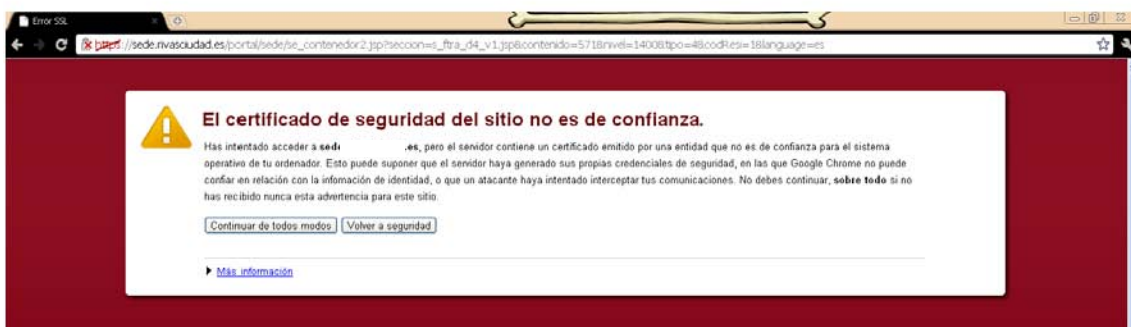 Error SSL
https://sede.rivasciudad.es/portal/sede/se_contenedor2.jsp?seccion=s_ftra_d4_v1.jsp&contenido=571&nivel=1400&tipo=4&codResi=1&language=es
El certificado de seguridad del sitio no es de confianza.
Has intentado acceder a sede .es, pero el servidor contiene un certificado emitido por una entidad que no es de confianza para el sistema
operativo de tu ordenador. Esto puede suponer que el servidor haya generado sus propias credenciales de seguridad, en las que Google Chrome no puede
confiar en relación con la infomación de identidad, o que un atacante haya intentado interceptar tus comunicaciones. No debes continuar, sobre todo si no
has recibido nunca esta advertencia para este sitio.
Continuar de todos modos Volver a seguridad
Más información